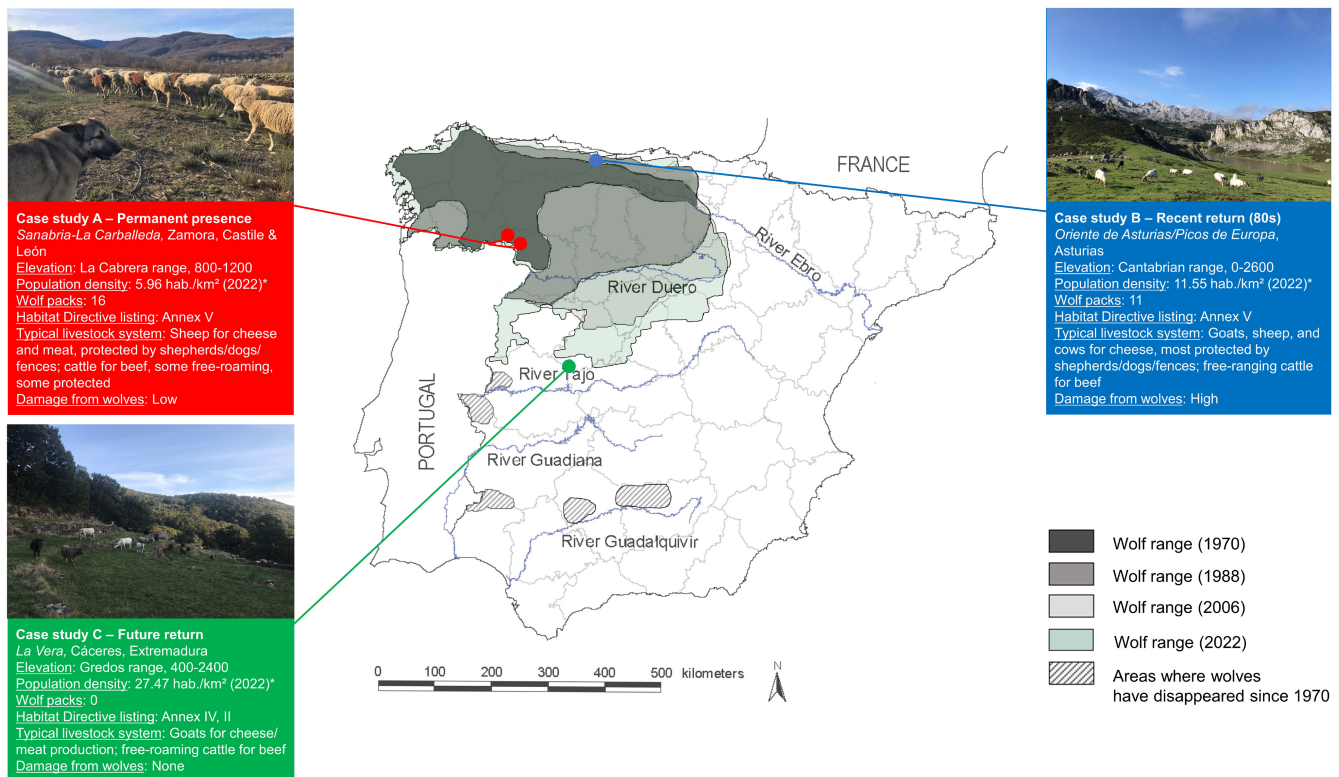 Case study A – Permanent presence
Sanabria-La Carballeda, Zamora, Castile &
León
Elevation: La Cabrera range, 800-1200
Population density: 5.96 hab./km² (2022)*
Wolf packs: 16
Habitat Directive listing: Annex V
Typical livestock system: Sheep for cheese
and meat, protected by shepherds/dogs/
fences; cattle for beef, some free-roaming,
some protected
Damage from wolves: Low
Case study C – Future return
La Vera, Cáceres, Extremadura
Elevation: Gredos range, 400-2400
Population density: 27.47 hab./km² (2022)*
Wolf packs: 0
Habitat Directive listing: Annex IV, II
Typical livestock system: Goats for cheese/
meat production; free-roaming cattle for beef
Damage from wolves: None
FRANCE
River Ebro
River Duero
River Tajo
PORTUGAL
River Guadiana
River Guadalquivir
0 100 200 300 400 500 kilometers
N
Case study B – Recent return (80s)
Oriente de Asturias/Picos de Europa,
Asturias
Elevation: Cantabrian range, 0-2600
Population density: 11.55 hab./km² (2022)*
Wolf packs: 11
Habitat Directive listing: Annex V
Typical livestock system: Goats, sheep, and
cows for cheese, most protected by
shepherds/dogs/fences; free-ranging cattle
for beef
Damage from wolves: High
Wolf range (1970)
Wolf range (1988)
Wolf range (2006)
Wolf range (2022)
Areas where wolves
have disappeared since 1970